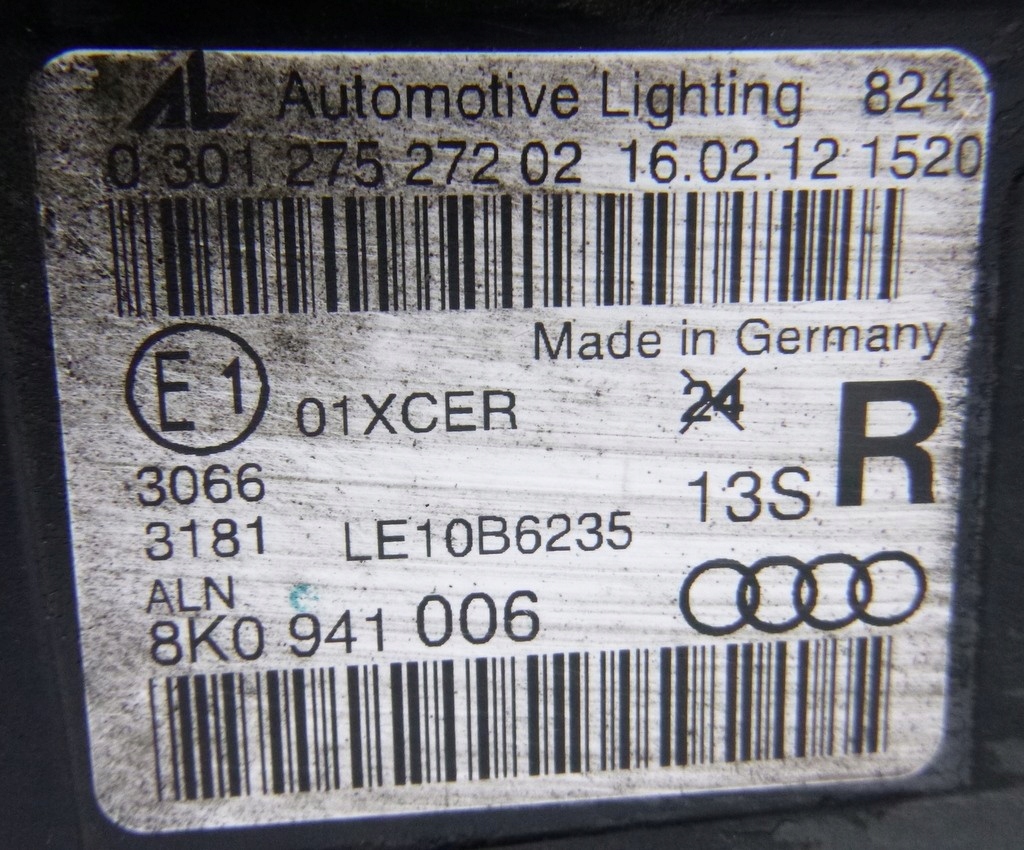 AL Automotive Lighting 824
0 301 275 272 02 16.02.12 1520
Made in Germany
E1 01XCER 24 R
3066 13S
3181 LE10B6235
ALN
8K0 941 006